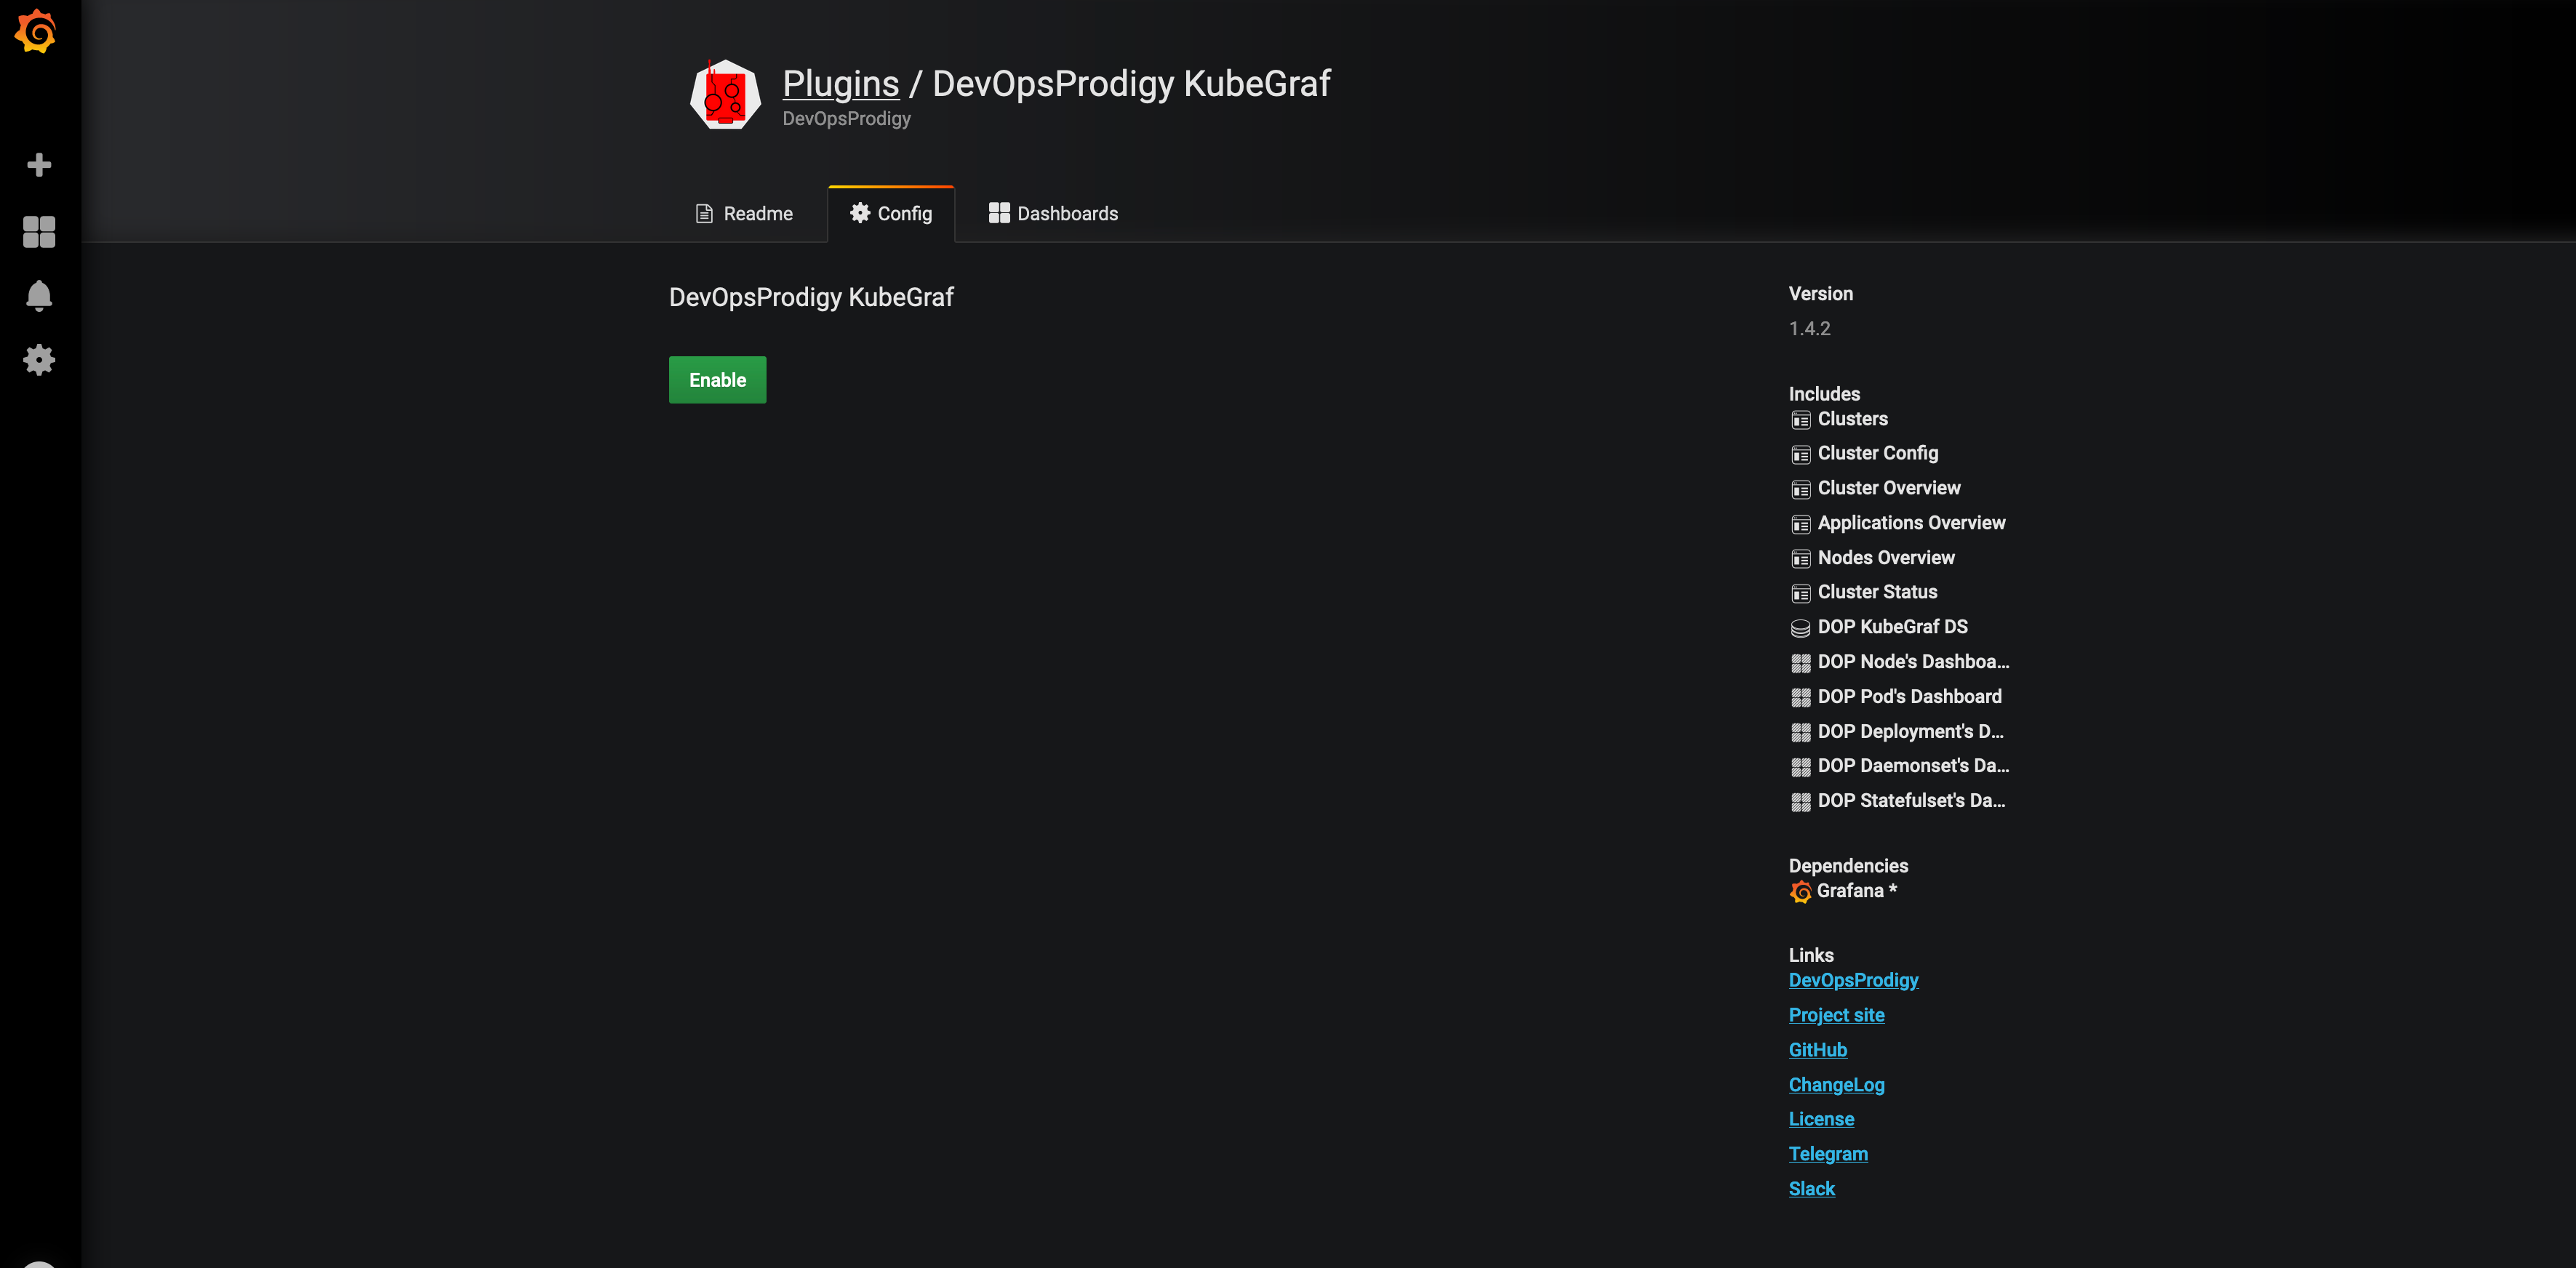 Plugins / DevOpsProdigy KubeGraf
DevOpsProdigy
Readme
Config
Dashboards
DevOpsProdigy KubeGraf
Enable
Version
1.4.2
Includes
Clusters
Cluster Config
Cluster Overview
Applications Overview
Nodes Overview
Cluster Status
DOP KubeGraf DS
DOP Node's Dashboa...
DOP Pod's Dashboard
DOP Deployment's D...
DOP Daemonset's Da...
DOP Statefulset's Da...
Dependencies
Grafana *
Links
DevOpsProdigy
Project site
GitHub
ChangeLog
License
Telegram
Slack